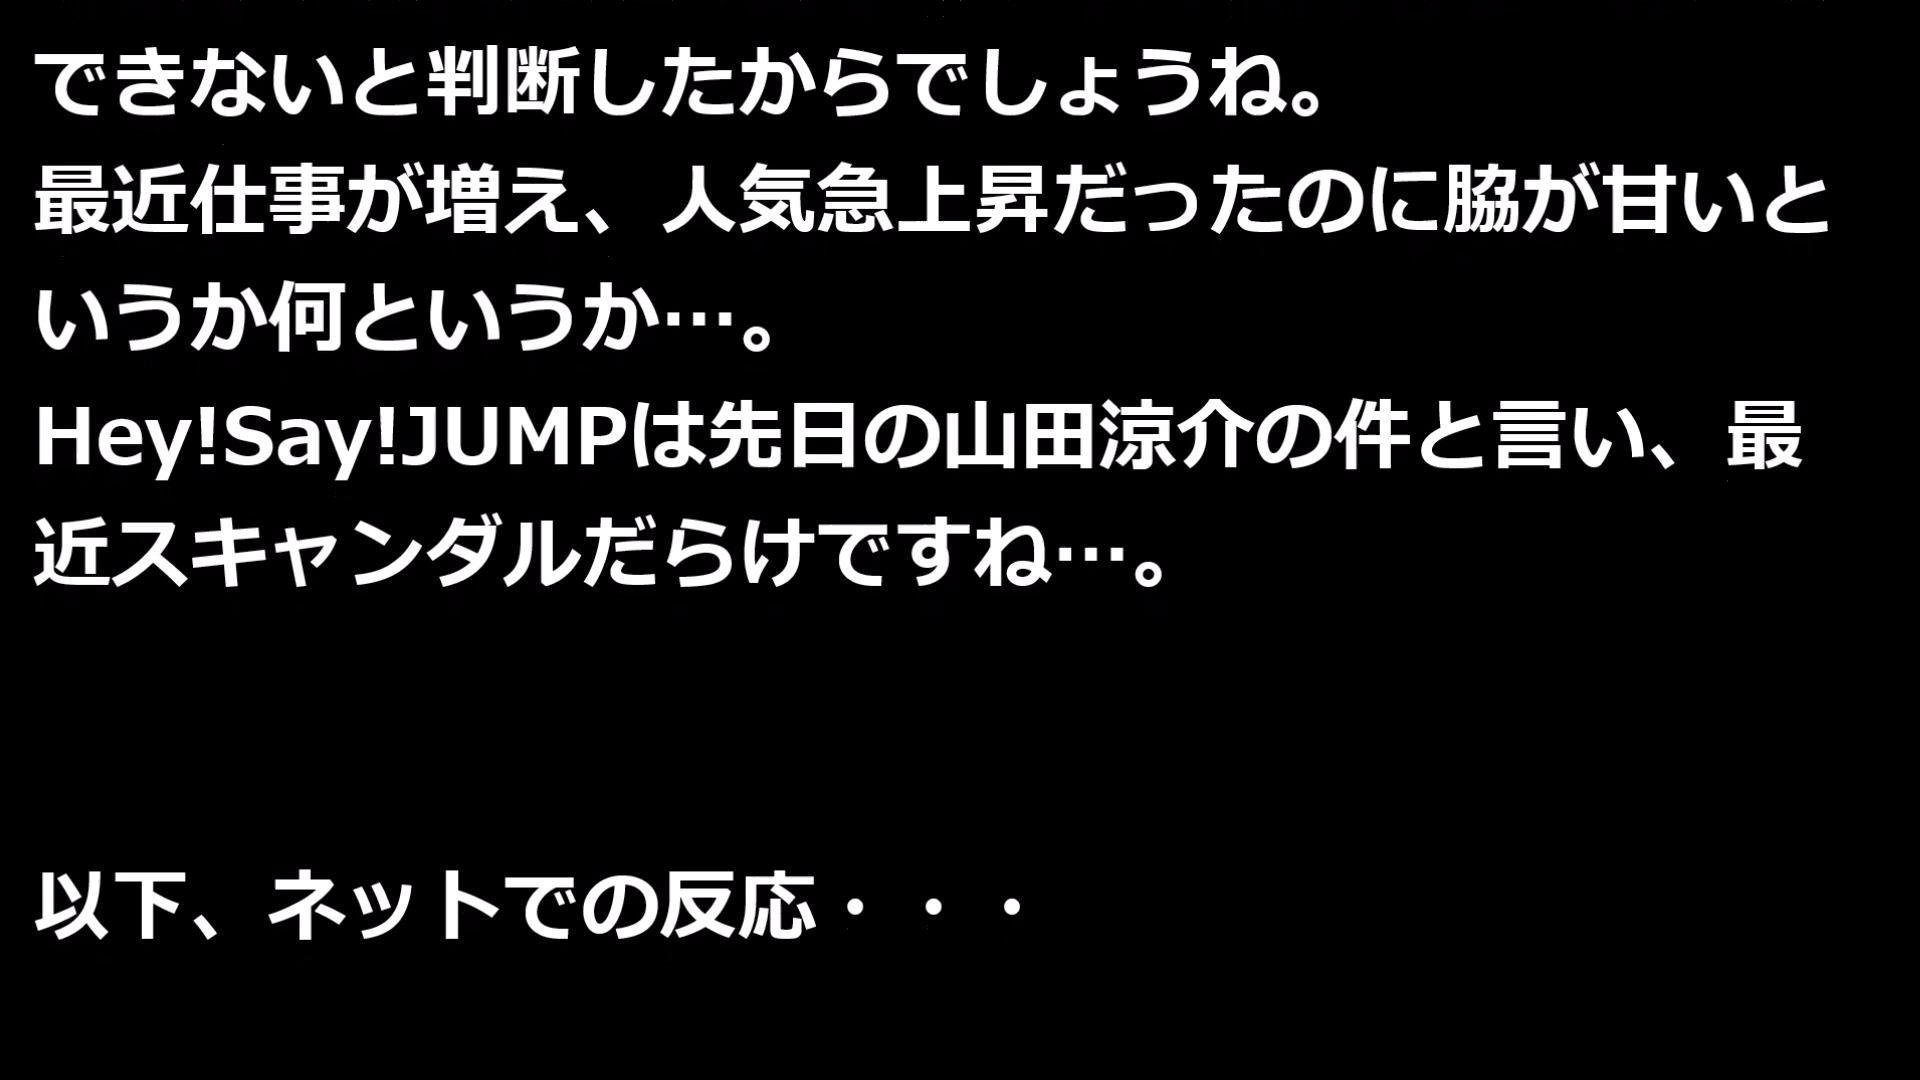 できないと判断したからでしょうね。
最近仕事が増え、人気急上昇だったのに脇が甘いと
いうか何というか…。
Hey!Say!JUMPは先日の山田涼介の件と言い、最
近スキャンダルだらけですね…。
以下、ネットでの反応・・・